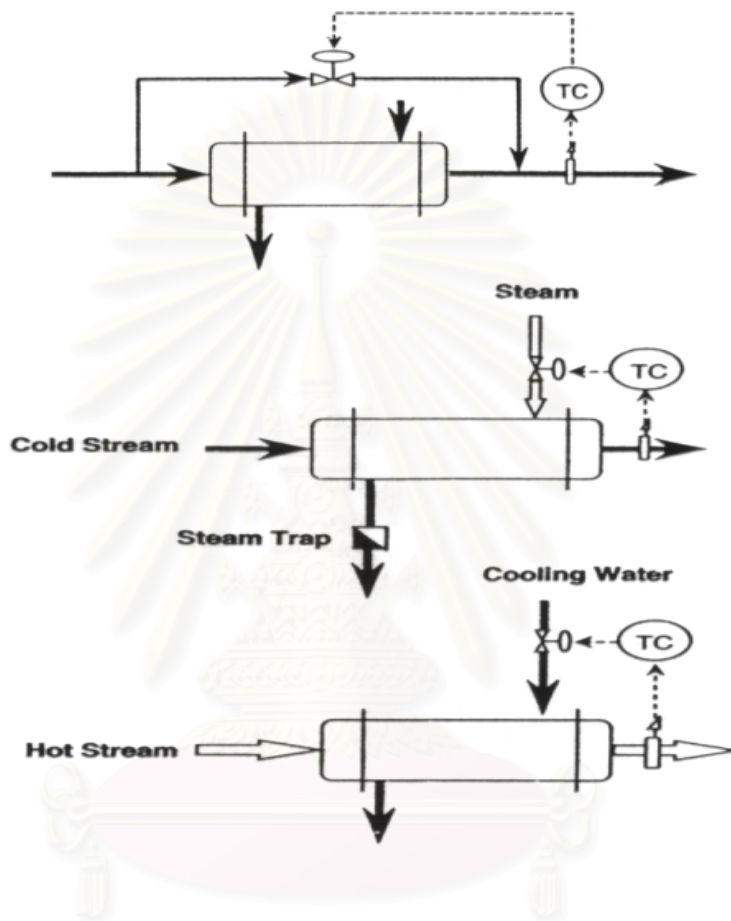 TC
Steam
TC
Cold Stream
Steam Trap
Cooling Water
TC
Hot Stream